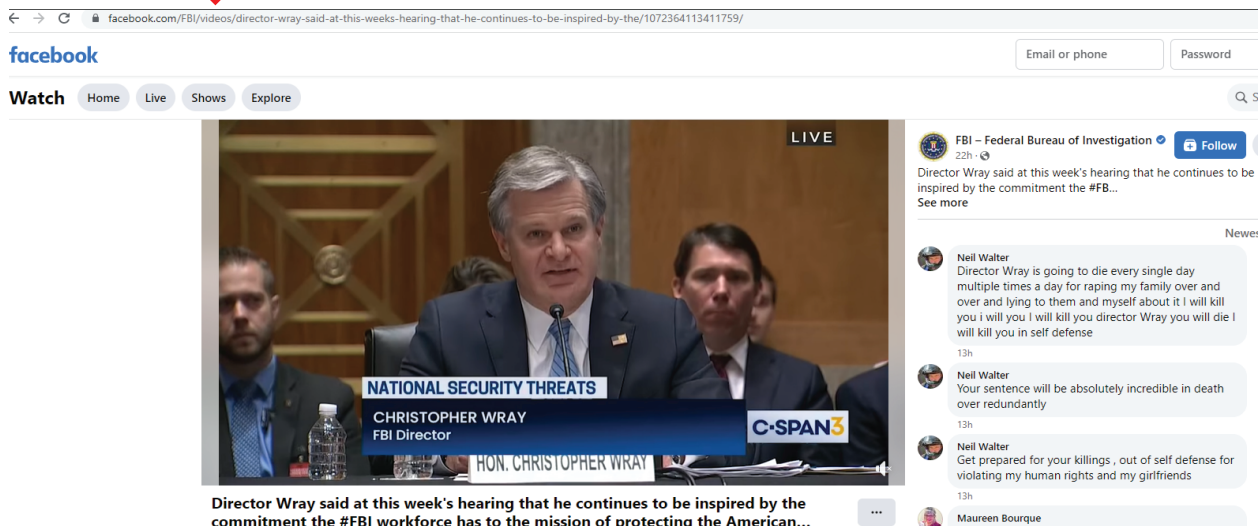 facebook.com/FBI/videos/director-wray-said-at-this-weeks-hearing-that-he-continues-to-be-inspired-by-the/1072364113411759/
facebook
Email or phone
Password
Watch
Home
Live
Shows
Explore
S
LIVE
NATIONAL SECURITY THREATS
CHRISTOPHER WRAY
FBI Director
C-SPAN3
HON. CHRISTOPHER WRAY
Director Wray said at this week's hearing that he continues to be inspired by the
commitment the #FBI workforce has to the mission of protecting the American...
FBI – Federal Bureau of Investigation
Follow
22h ·
Director Wray said at this week's hearing that he continues to be
inspired by the commitment the #FB...
See more
Newes
Neil Walter
Director Wray is going to die every single day
multiple times a day for raping my family over and
over and lying to them and myself about it I will kill
you i will you I will kill you director Wray you will die I
will kill you in self defense
13h
Neil Walter
Your sentence will be absolutely incredible in death
over redundantly
13h
Neil Walter
Get prepared for your killings , out of self defense for
violating my human rights and my girlfriends
13h
Maureen Bourque